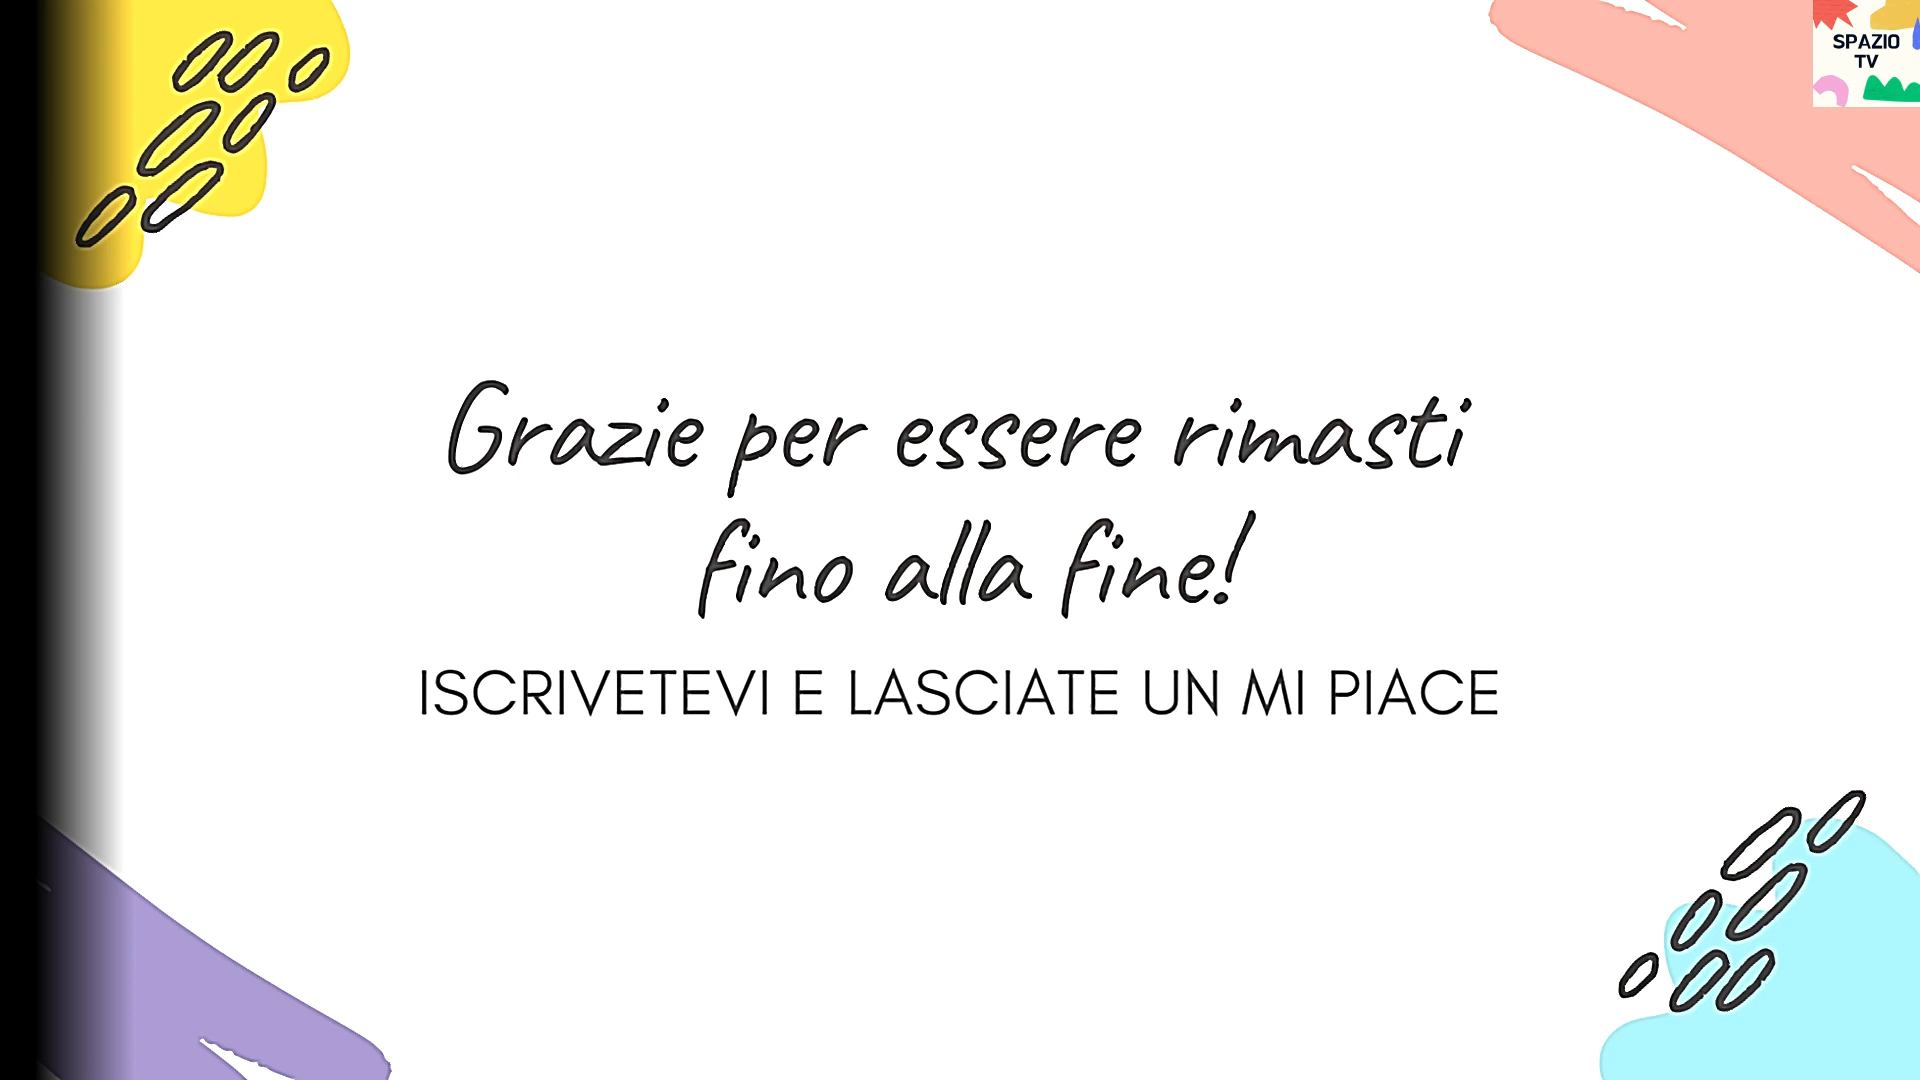 SPAZIO
TV
Grazie per essere rimasti
fino alla fine!
ISCRIVETEVI E LASCIATE UN MI PIACE